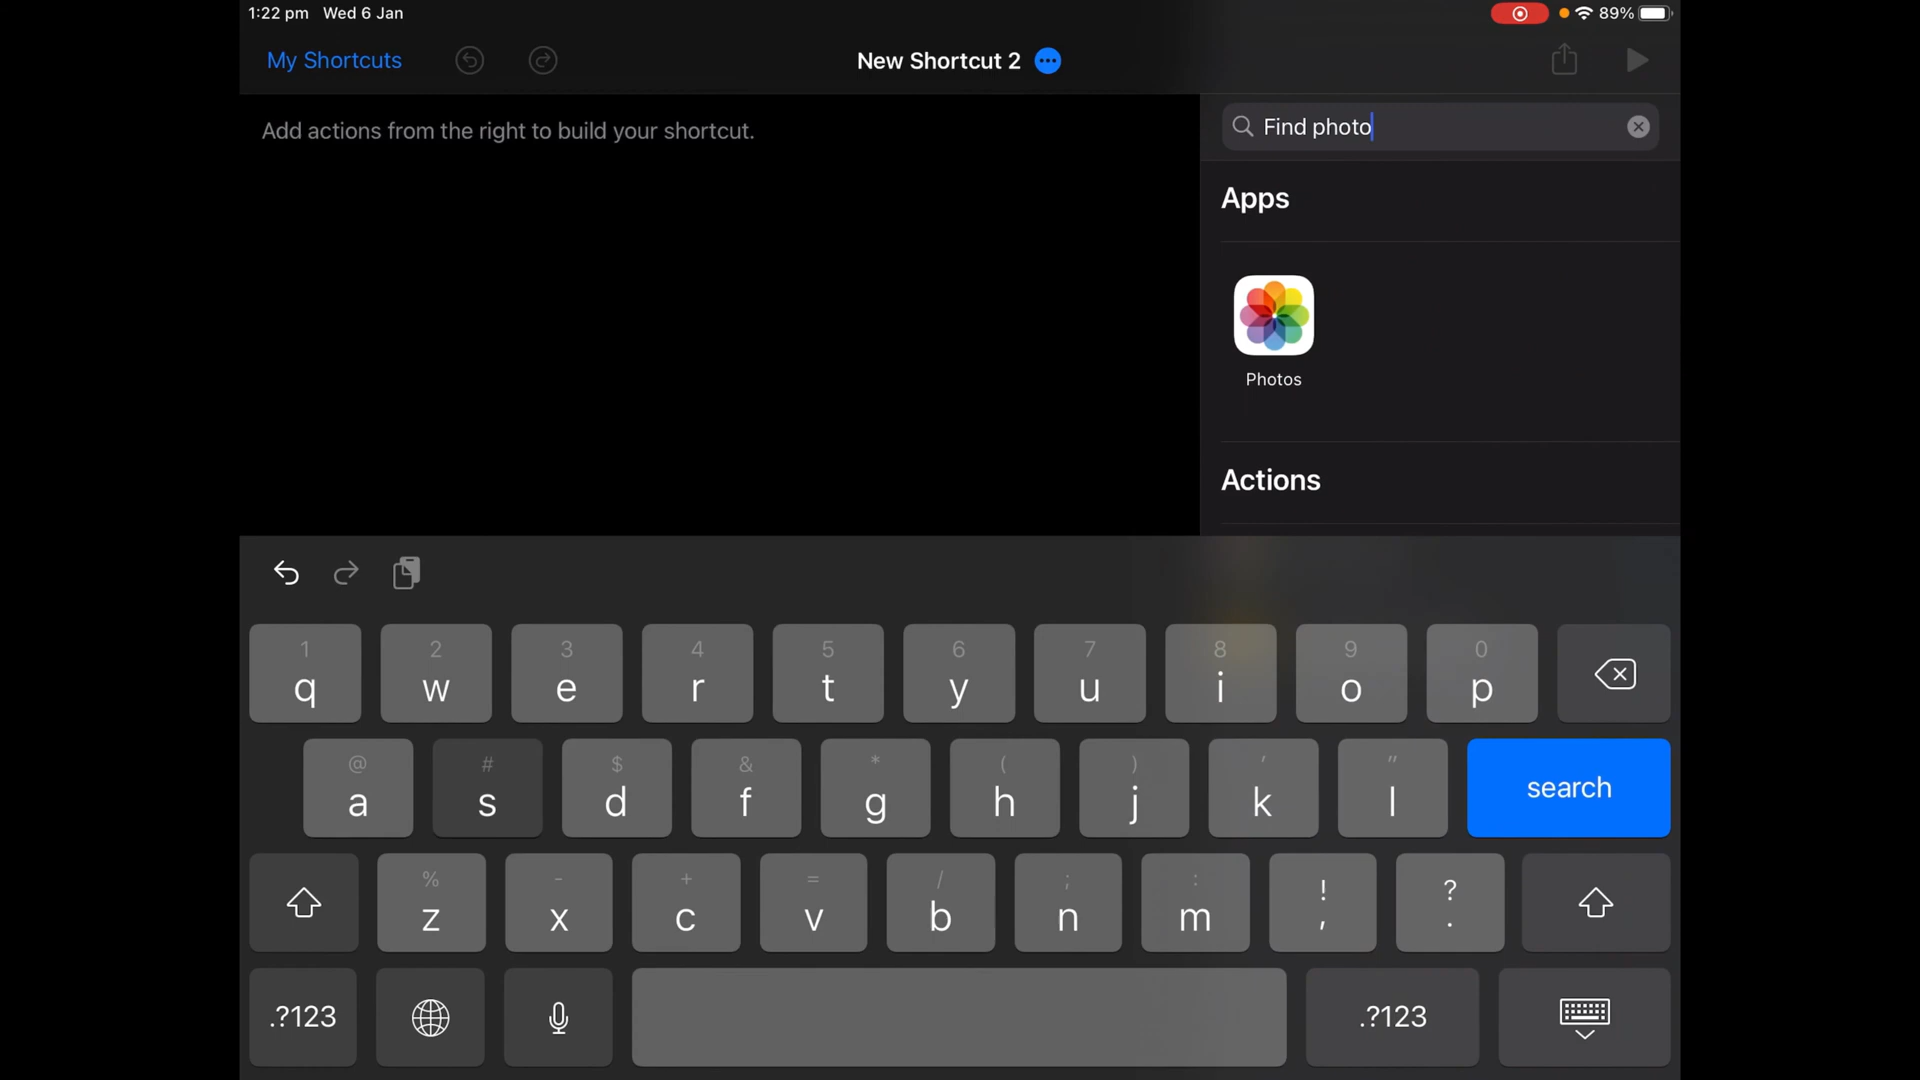 1:22 pm Wed 6 Jan
89%
My Shortcuts
New Shortcut 2
Add actions from the right to build your shortcut.
Find photo
Apps
Photos
Actions
1 2 3 4 5 6 7 8 9 0
q w e r t y u i o p
@ # $ & * ( ) ' "
a s d f g h j k l search
% - + = / ; : ! ?
z x c v b n m , .
.?123 .?123